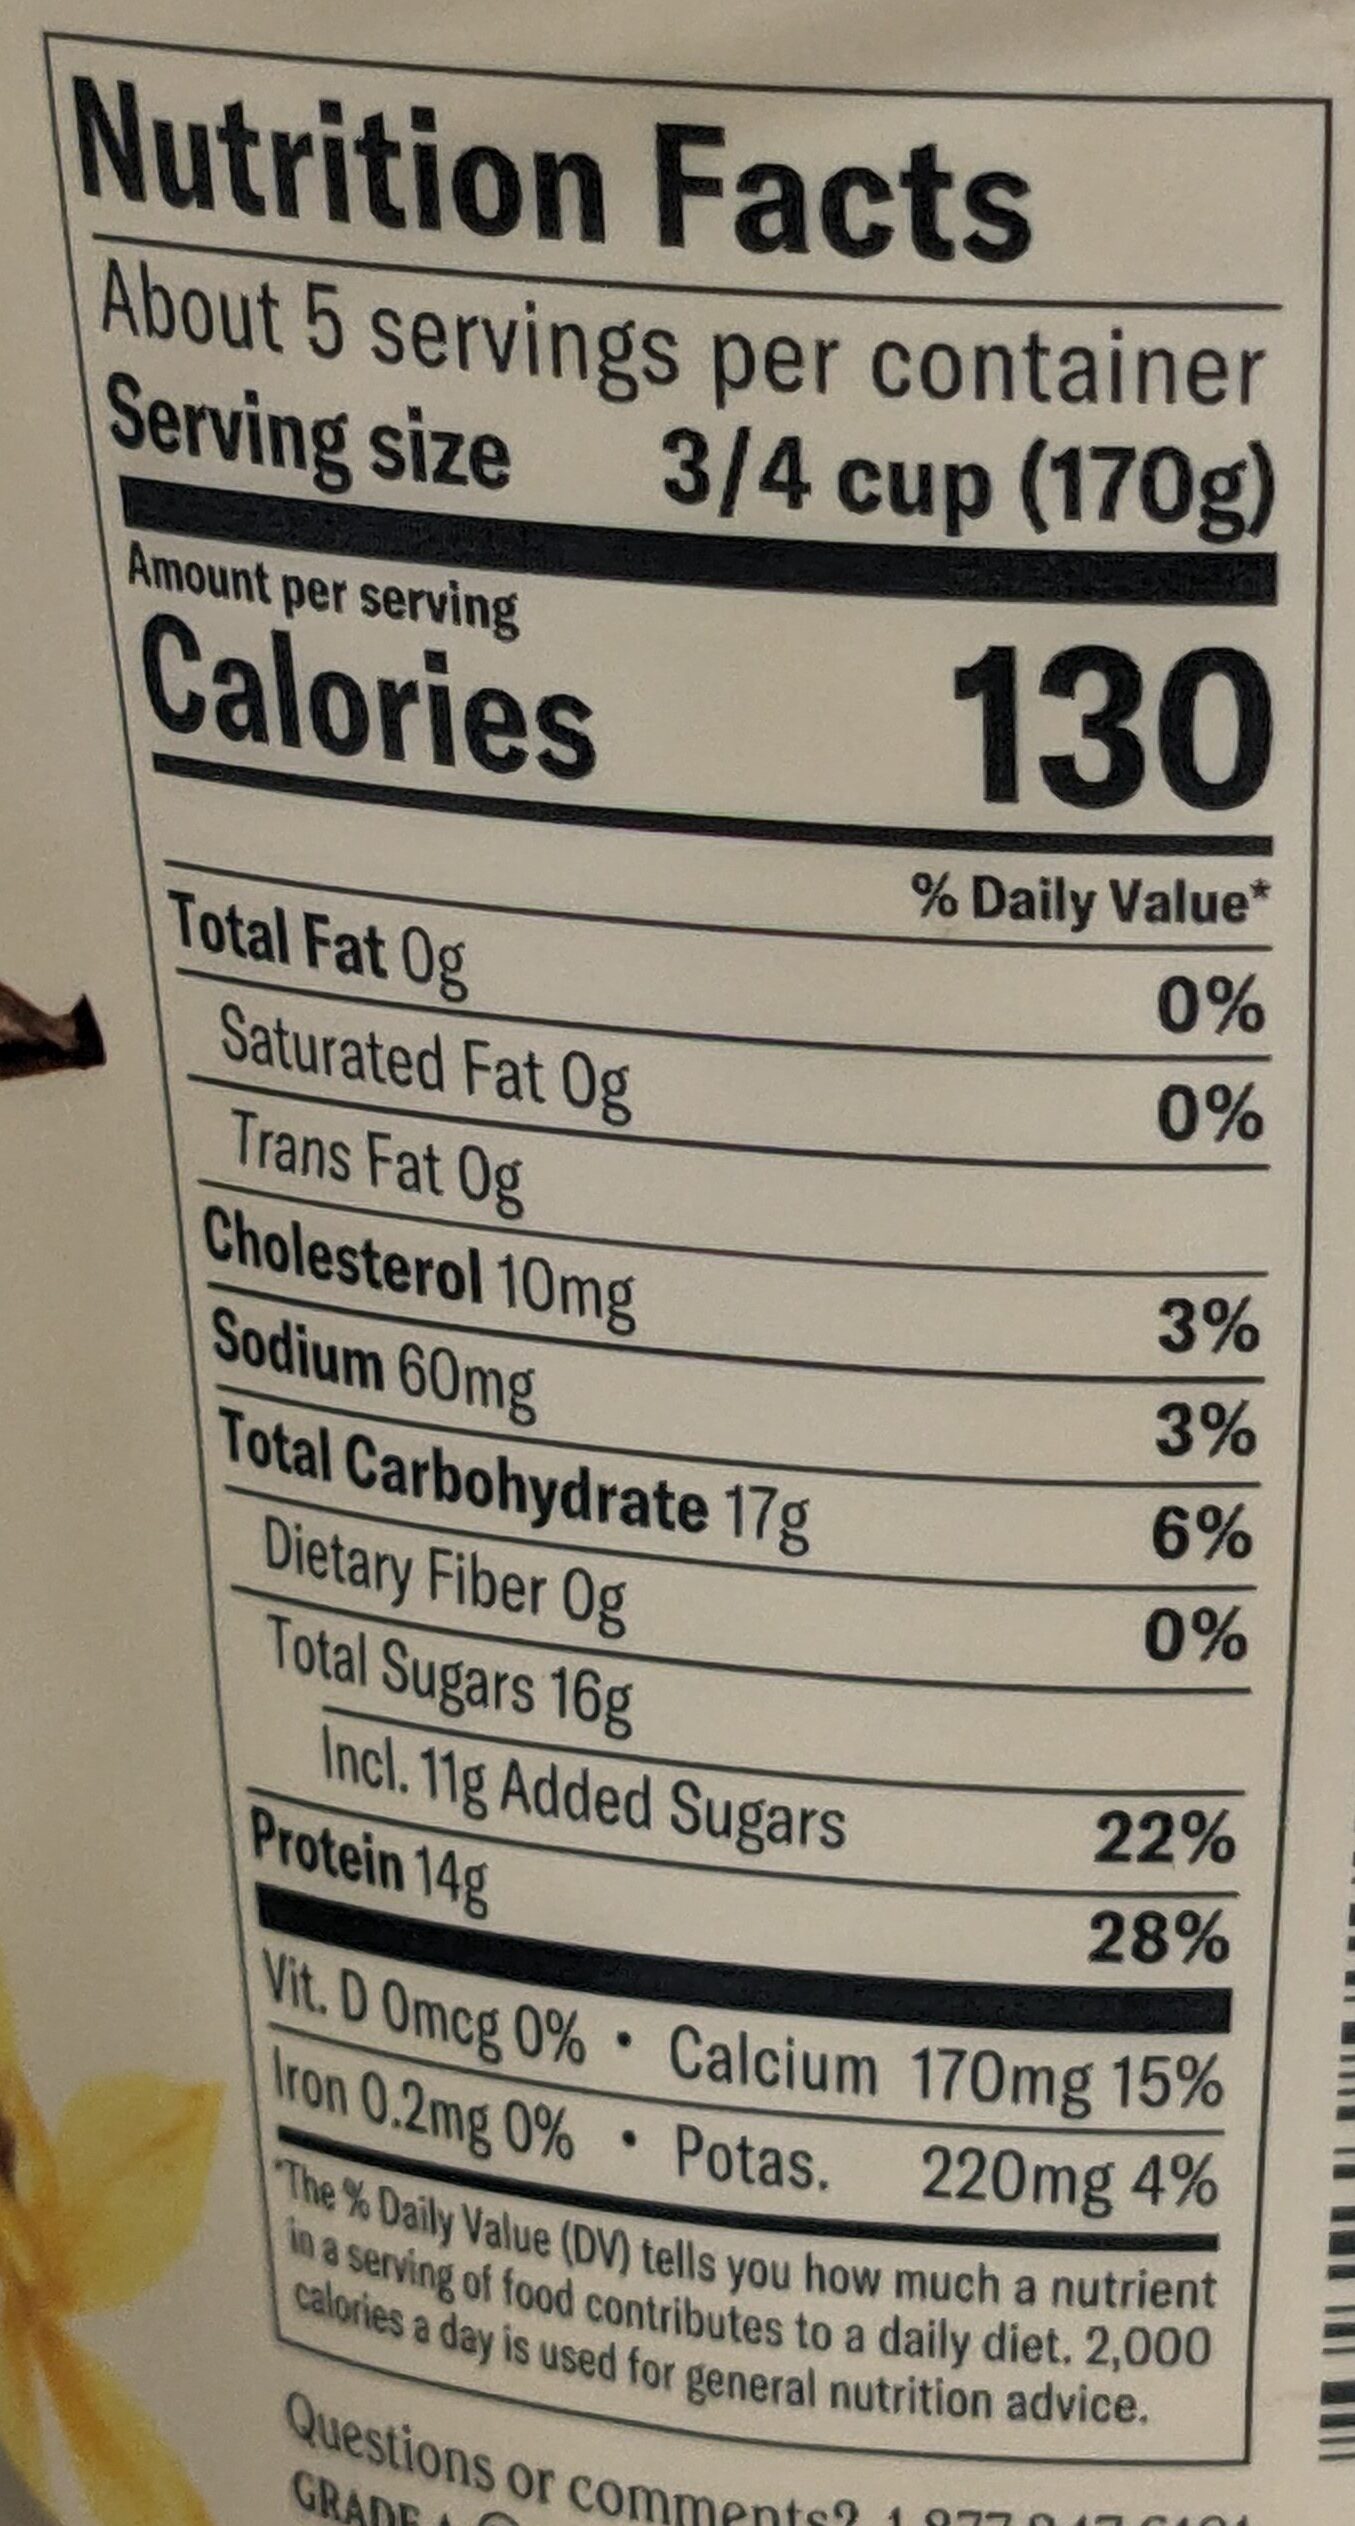 Nutrition Facts
About 5 servings per container
Serving size 3/4 cup (170g)
Amount per serving
Calories 130
% Daily Value*
Total Fat 0g 0%
Saturated Fat 0g 0%
Trans Fat 0g
Cholesterol 10mg 3%
Sodium 60mg 3%
Total Carbohydrate 17g 6%
Dietary Fiber 0g 0%
Total Sugars 16g
Incl. 11g Added Sugars 22%
Protein 14g 28%
Vit. D 0mcg 0% • Calcium 170mg 15%
Iron 0.2mg 0% • Potas. 220mg 4%
*The % Daily Value (DV) tells you how much a nutrient
in a serving of food contributes to a daily diet. 2,000
calories a day is used for general nutrition advice.
Questions or comments?
GRADE